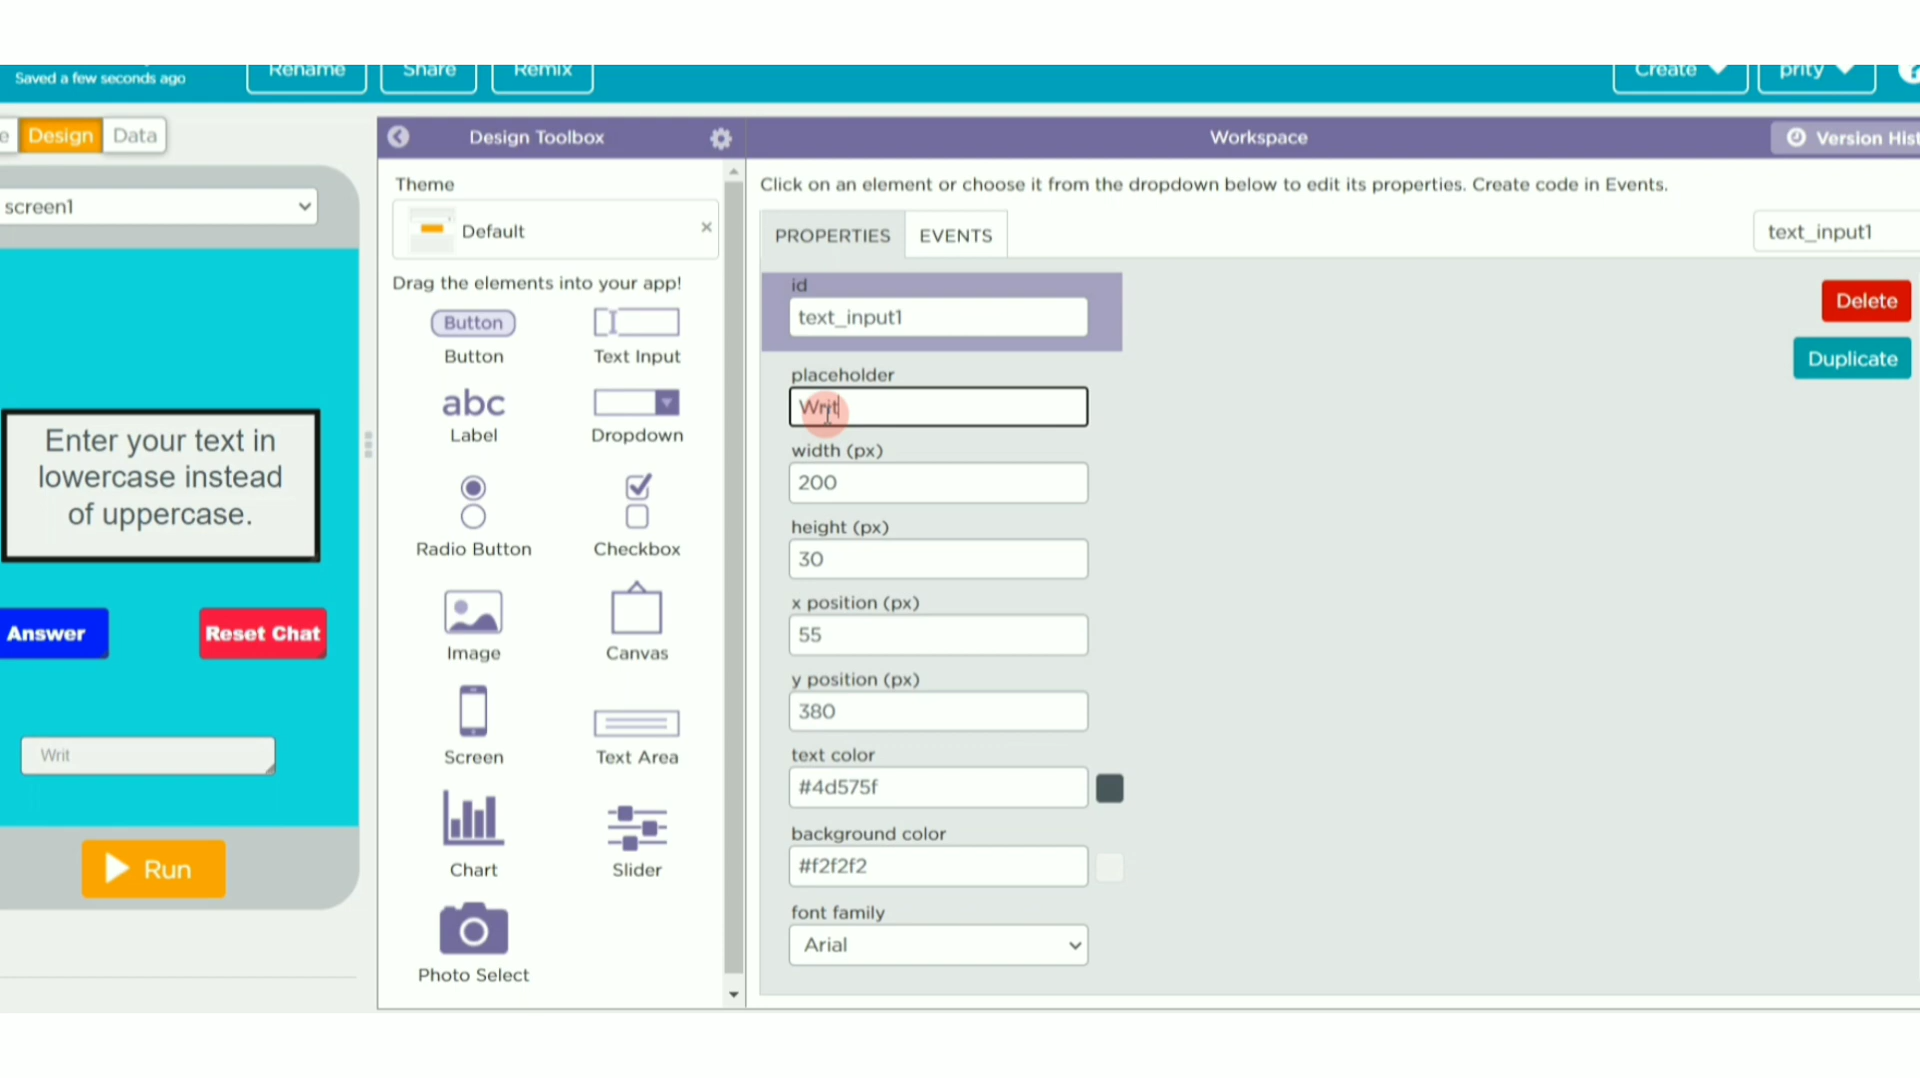 Saved a few seconds ago
Rename
Share
Remix
Create
prity
e
Design
Data
Design Toolbox
Workspace
Version Hist
screen1
Theme
Default
Click on an element or choose it from the dropdown below to edit its properties. Create code in Events.
PROPERTIES
EVENTS
text_input1
Drag the elements into your app!
Button
Button
Text Input
abc
Label
Dropdown
Radio Button
Checkbox
Image
Canvas
Screen
Text Area
Chart
Slider
Photo Select
id
text_input1
Delete
Duplicate
placeholder
Writ
width (px)
200
height (px)
30
x position (px)
55
y position (px)
380
text color
#4d575f
background color
#f2f2f2
font family
Arial
Enter your text in
lowercase instead
of uppercase.
Answer
Reset Chat
Writ
Run